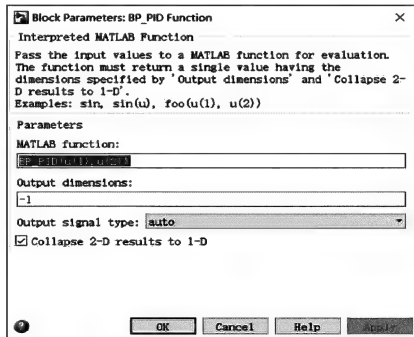 Block Parameters: BP_PID Function
Interpreted MATLAB Function
Pass the input values to a MATLAB function for evaluation.
The function must return a single value having the
dimensions specified by 'Output dimensions' and 'Collapse 2-
D results to 1-D'.
Examples: sin, sin(u), foo(u(1), u(2))
Parameters
MATLAB function:
BP_PID(u(1),u(2))
Output dimensions:
-1
Output signal type: auto
Collapse 2-D results to 1-D
OK Cancel Help Apply